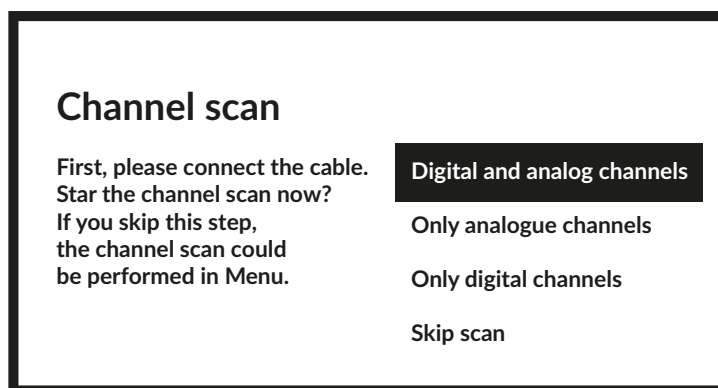 Channel scan
First, please connect the cable.
Star the channel scan now?
If you skip this step,
the channel scan could
be performed in Menu.
Digital and analog channels
Only analogue channels
Only digital channels
Skip scan